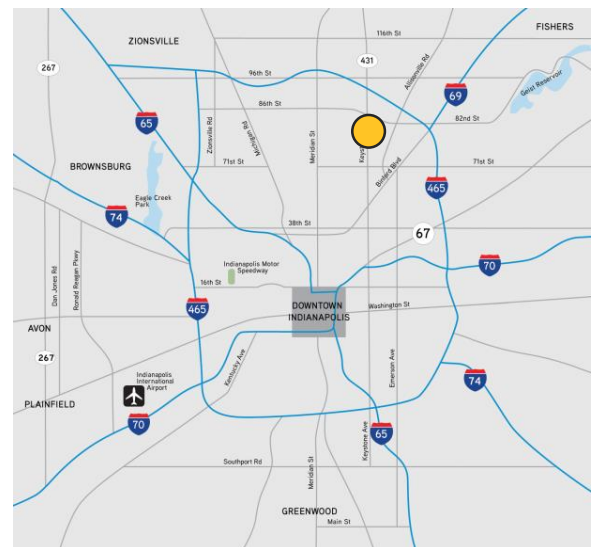 116th St
FISHERS
ZIONSVILLE
267
431
Allisonville Rd
96th St
Geist Reservoir
69
86th St
82nd St
65
Zionsville Rd
Michigan Rd
Meridian St
Keys
Binford Blvd
71st St
71st St
BROWNSBURG
465
Eagle Creek
Park
74
38th St
67
70
Indianapolis Motor
Speedway
Dan Jones Rd
Ronald Reagan Pkwy
16th St
465
DOWNTOWN
INDIANAPOLIS
Washington St
AVON
267
Indianapolis
International
Airport
Kentucky Ave
Emerson Ave
74
PLAINFIELD
70
65
Keystone Ave
Southport Rd
Meridian St
GREENWOOD
Main St